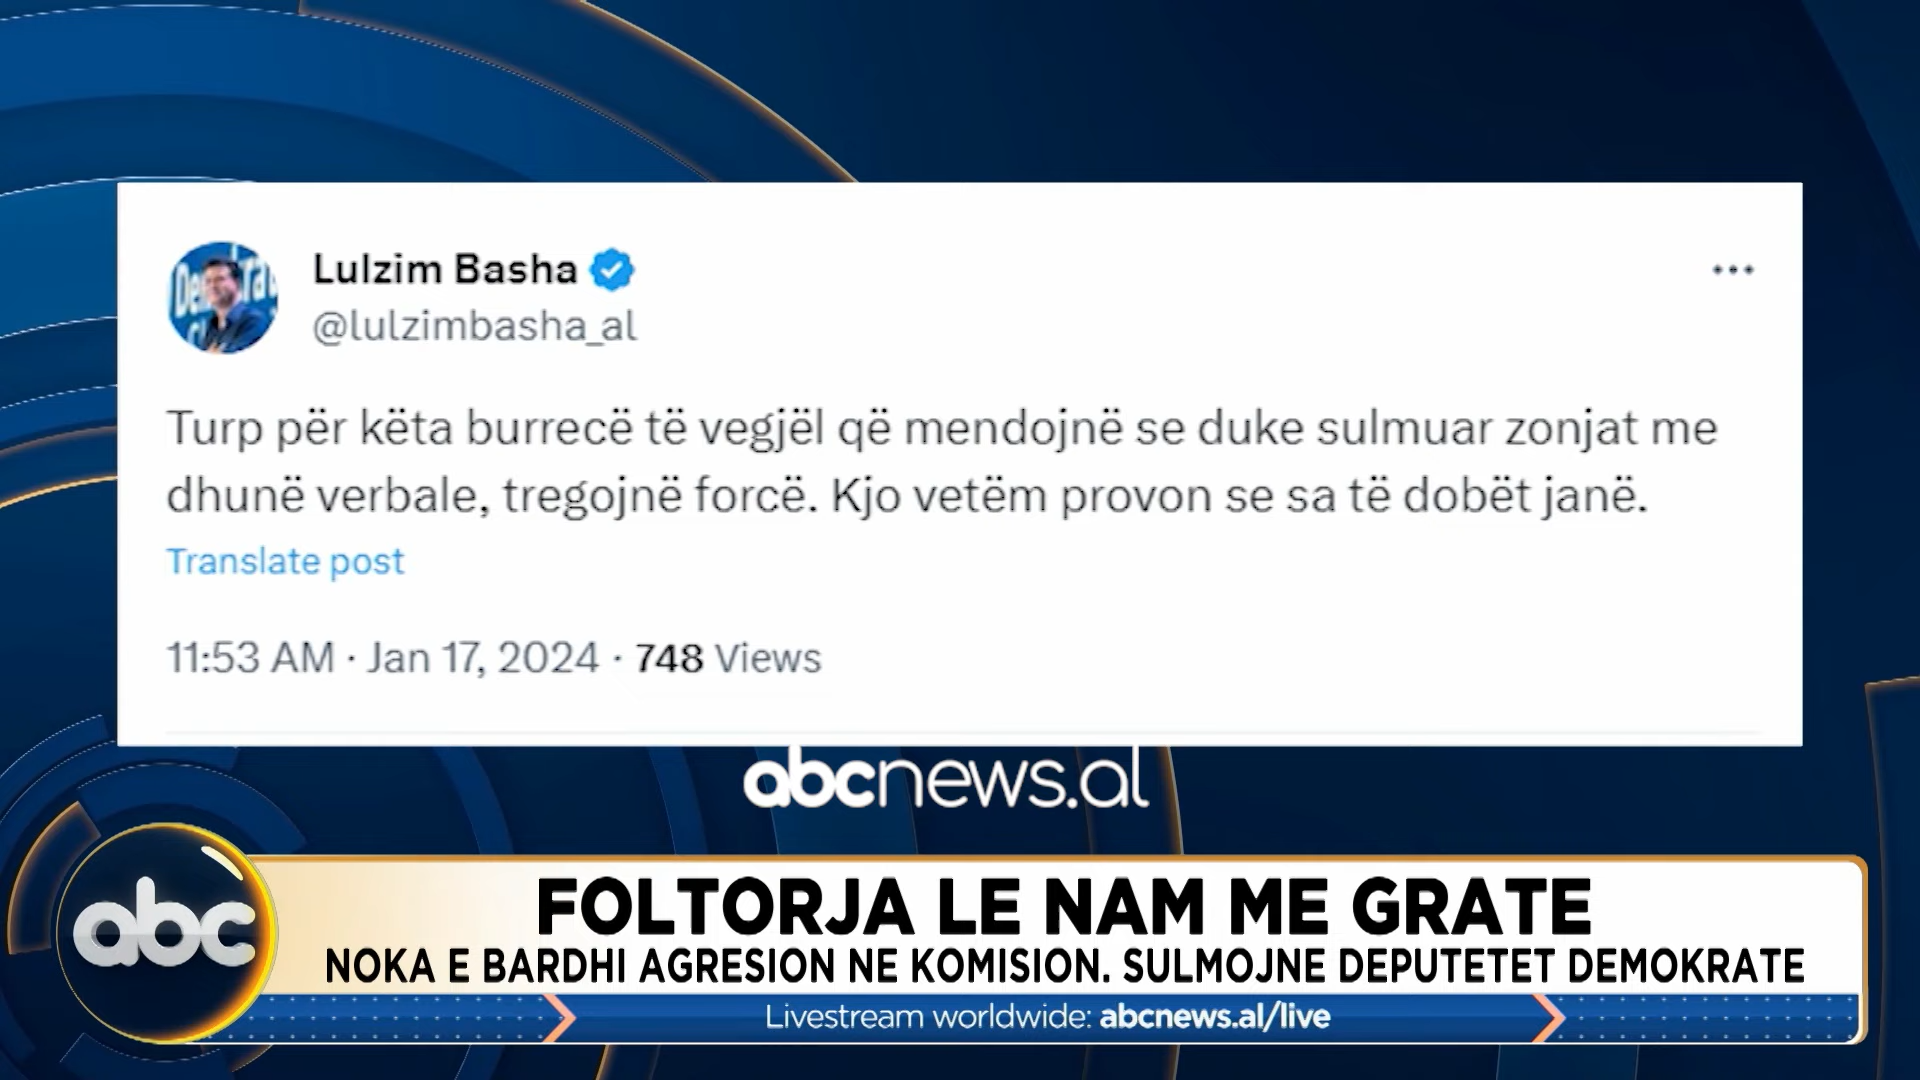 Lulzim Basha
@lulzimbasha_al
Turp për këta burrecë të vegjël që mendojnë se duke sulmuar zonjat me
dhunë verbale, tregojnë forcë. Kjo vetëm provon se sa të dobët janë.
Translate post
11:53 AM · Jan 17, 2024 · 748 Views
abcnews.al
abc
FOLTORJA LE NAM ME GRATE
NOKA E BARDHI AGRESION NE KOMISION. SULMOJNE DEPUTETET DEMOKRATE
Livestream worldwide: abcnews.al/live